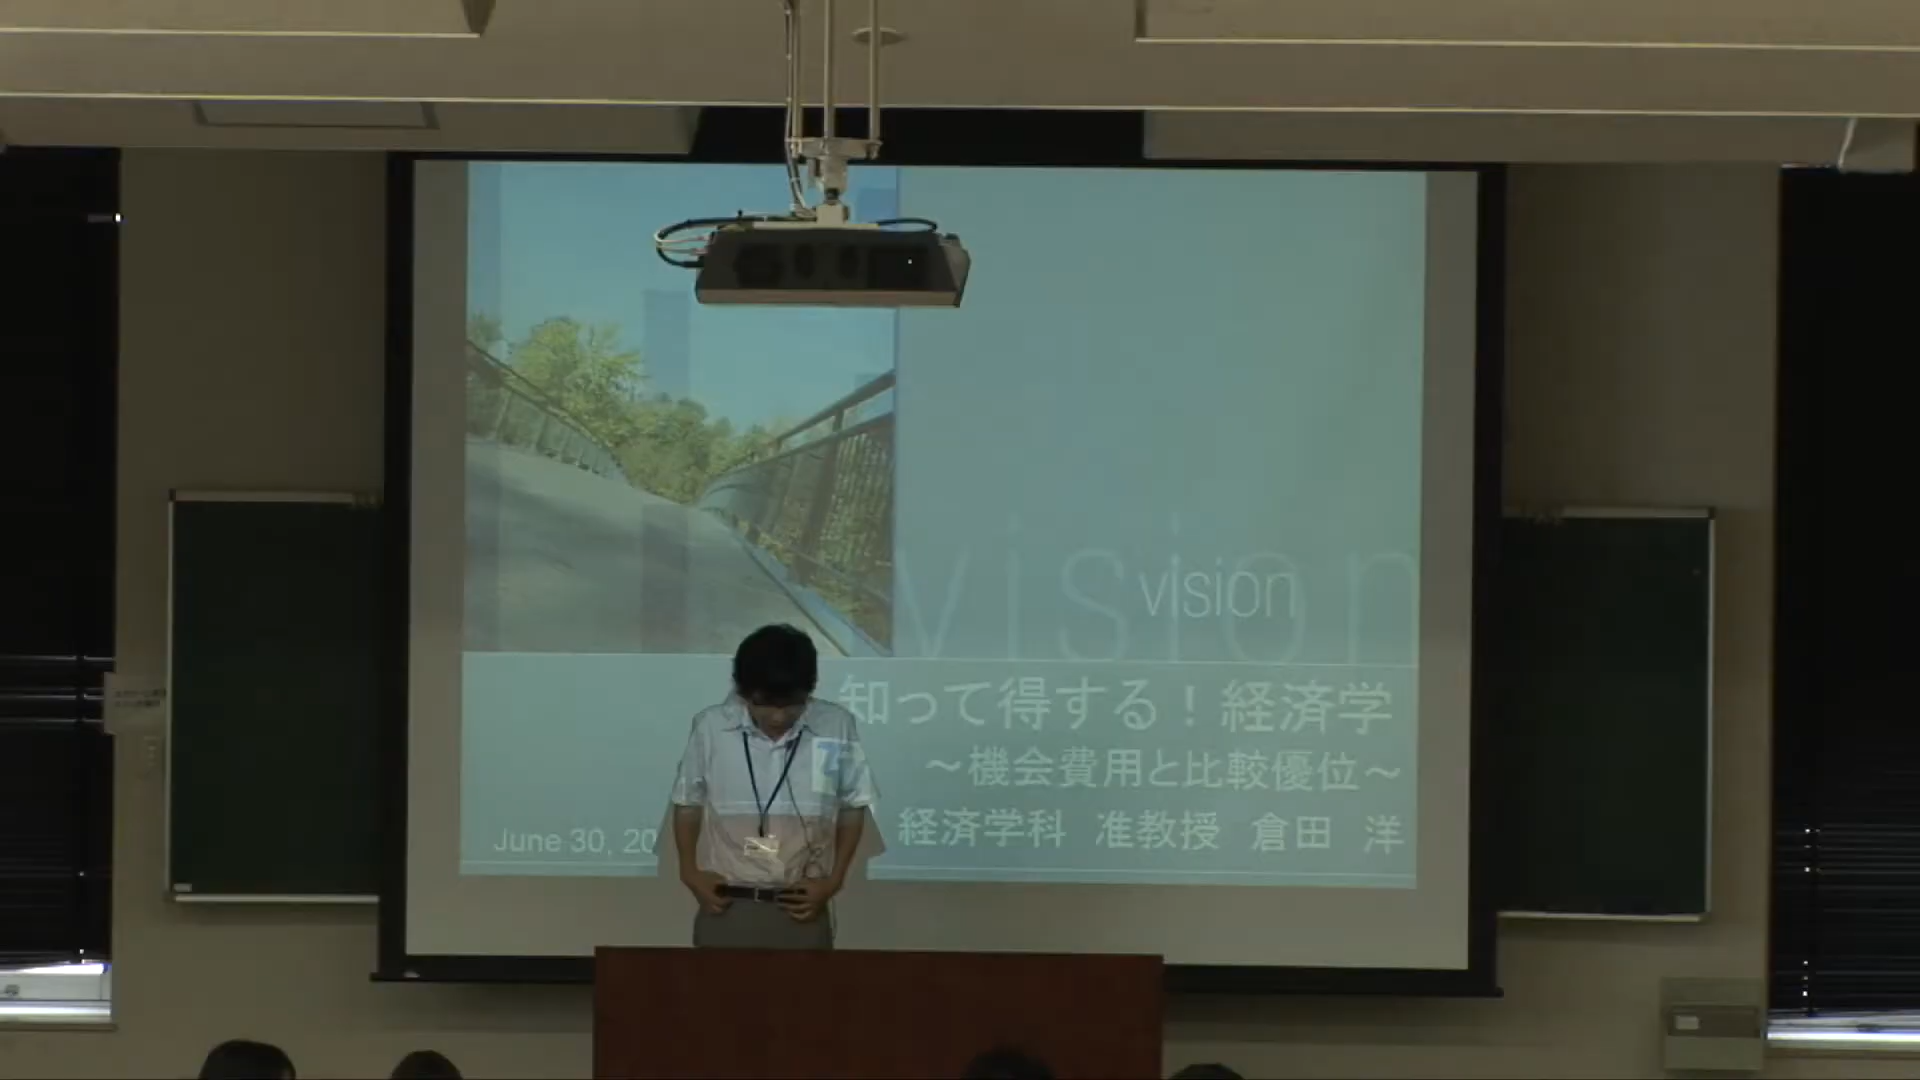 vision
vision
知って得する！経済学
～機会費用と比較優位～
経済学科 准教授 倉田 洋
June 30, 20